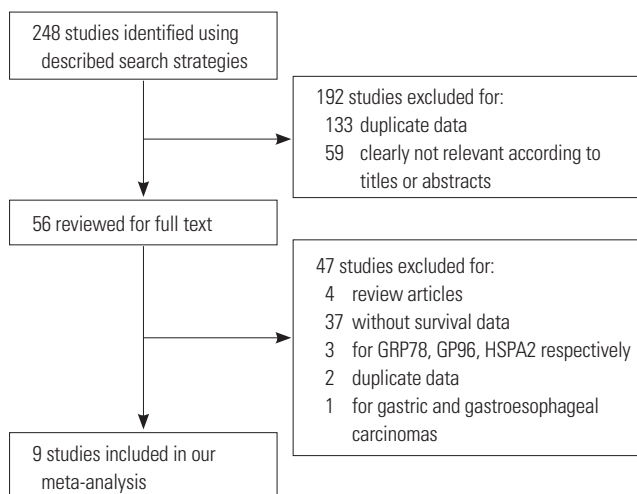 248 studies identified using
described search strategies
192 studies excluded for:
133 duplicate data
59 clearly not relevant according to
titles or abstracts
56 reviewed for full text
47 studies excluded for:
4 review articles
37 without survival data
3 for GRP78, GP96, HSPA2 respectively
2 duplicate data
1 for gastric and gastroesophageal
carcinomas
9 studies included in our
meta-analysis